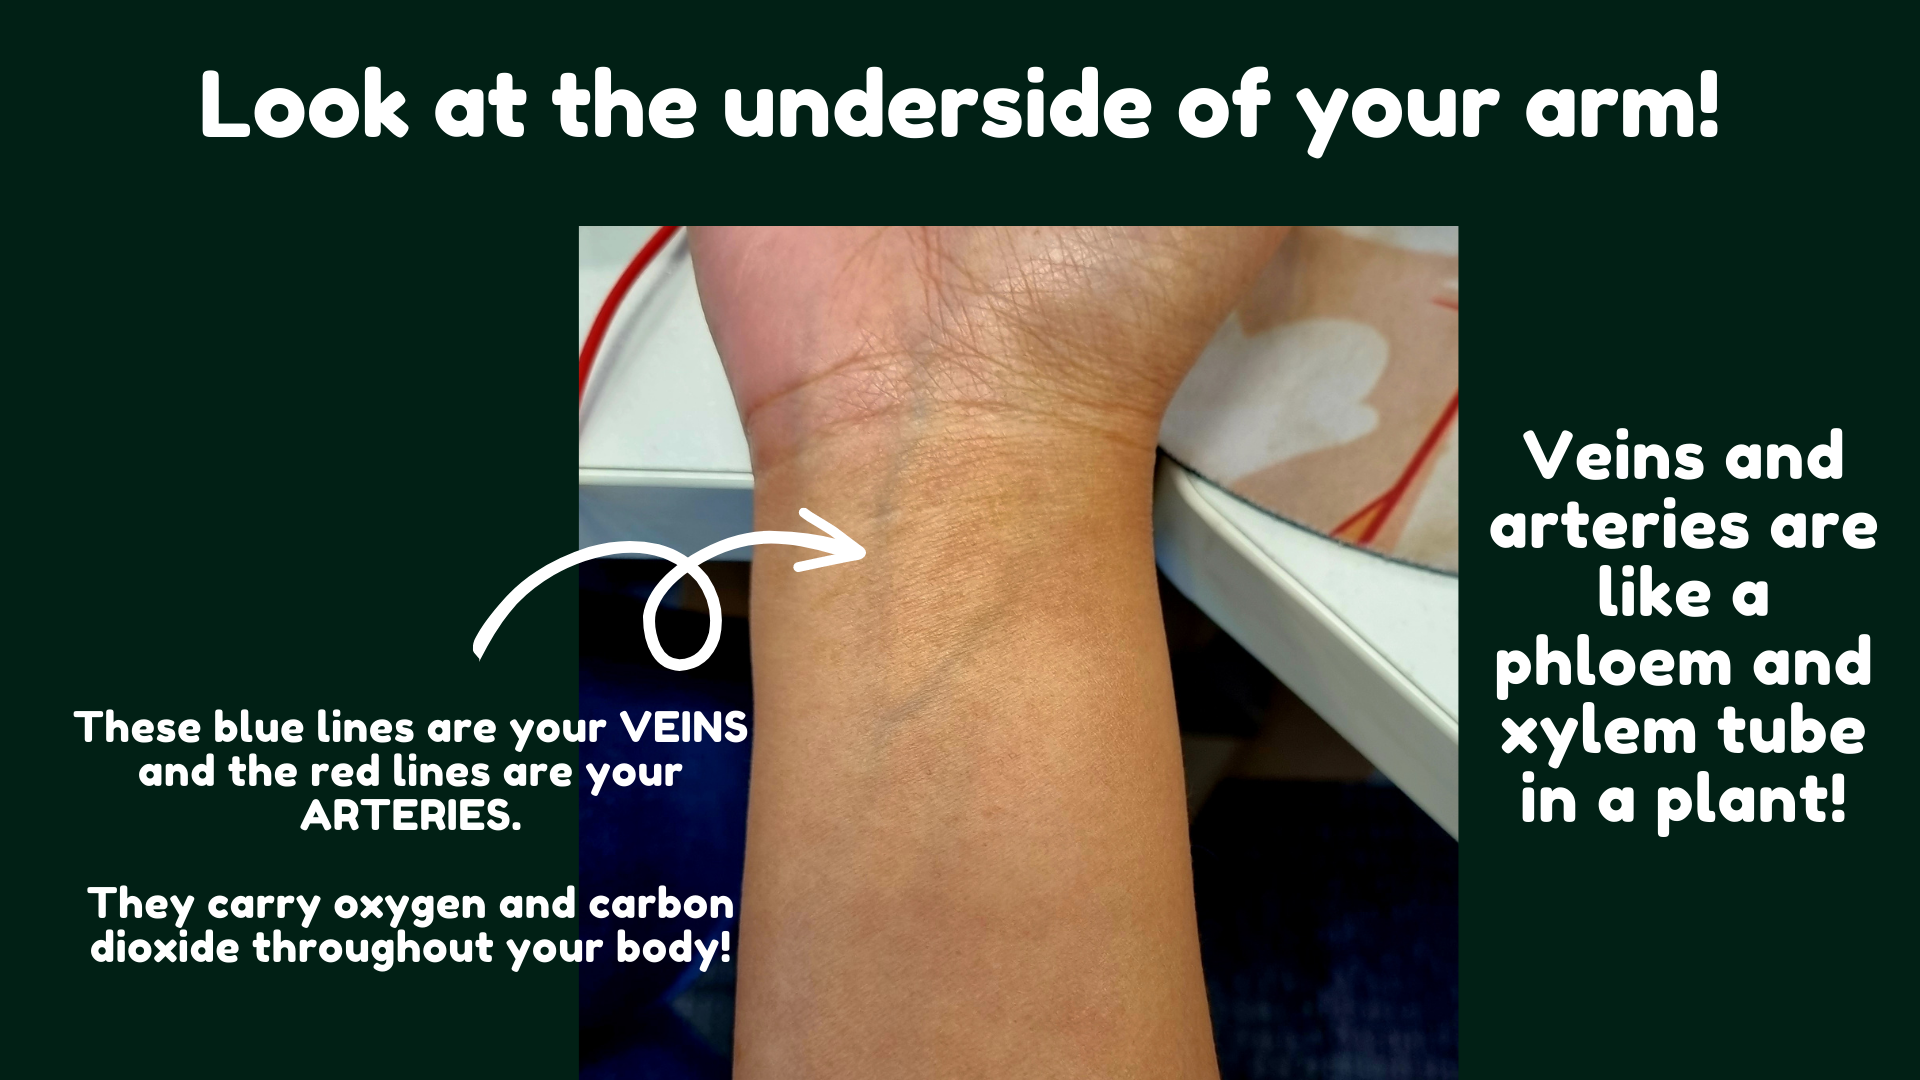 Look at the underside of your arm!
These blue lines are your VEINS
and the red lines are your
ARTERIES.
They carry oxygen and carbon
dioxide throughout your body!
Veins and
arteries are
like a
phloem and
xylem tube
in a plant!